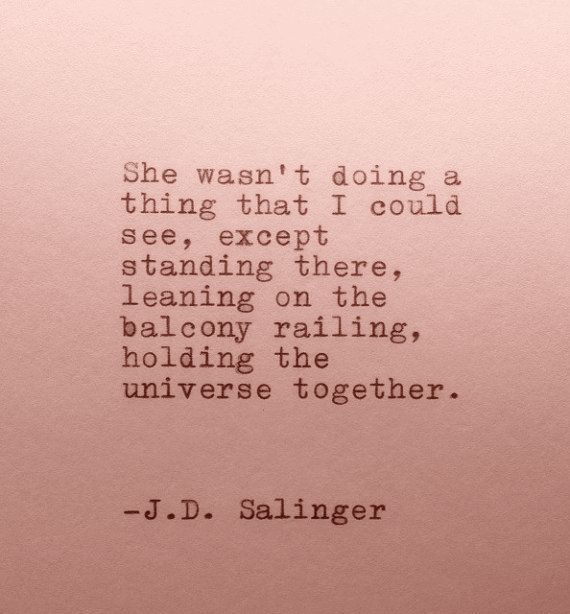 She wasn't doing a
thing that I could
see, except
standing there,
leaning on the
balcony railing,
holding the
universe together.
-J.D. Salinger